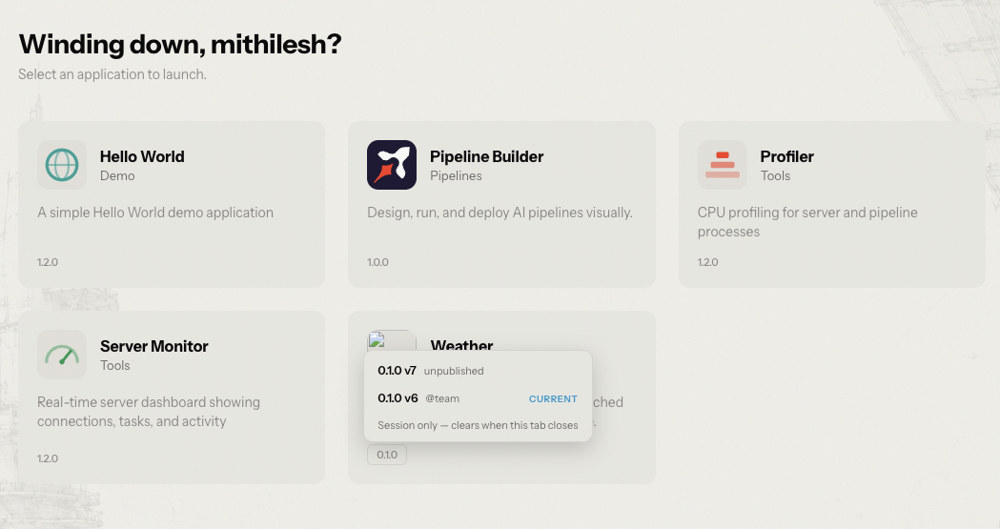 Winding down, mithilesh?
Select an application to launch.
Hello World
Demo
A simple Hello World demo application
1.2.0
Pipeline Builder
Pipelines
Design, run, and deploy AI pipelines visually.
1.0.0
Profiler
Tools
CPU profiling for server and pipeline
processes
1.2.0
Server Monitor
Tools
Real-time server dashboard showing
connections, tasks, and activity
1.2.0
Weather
0.1.0 v7 unpublished
0.1.0 v6 @team CURRENT
Session only — clears when this tab closes
0.1.0